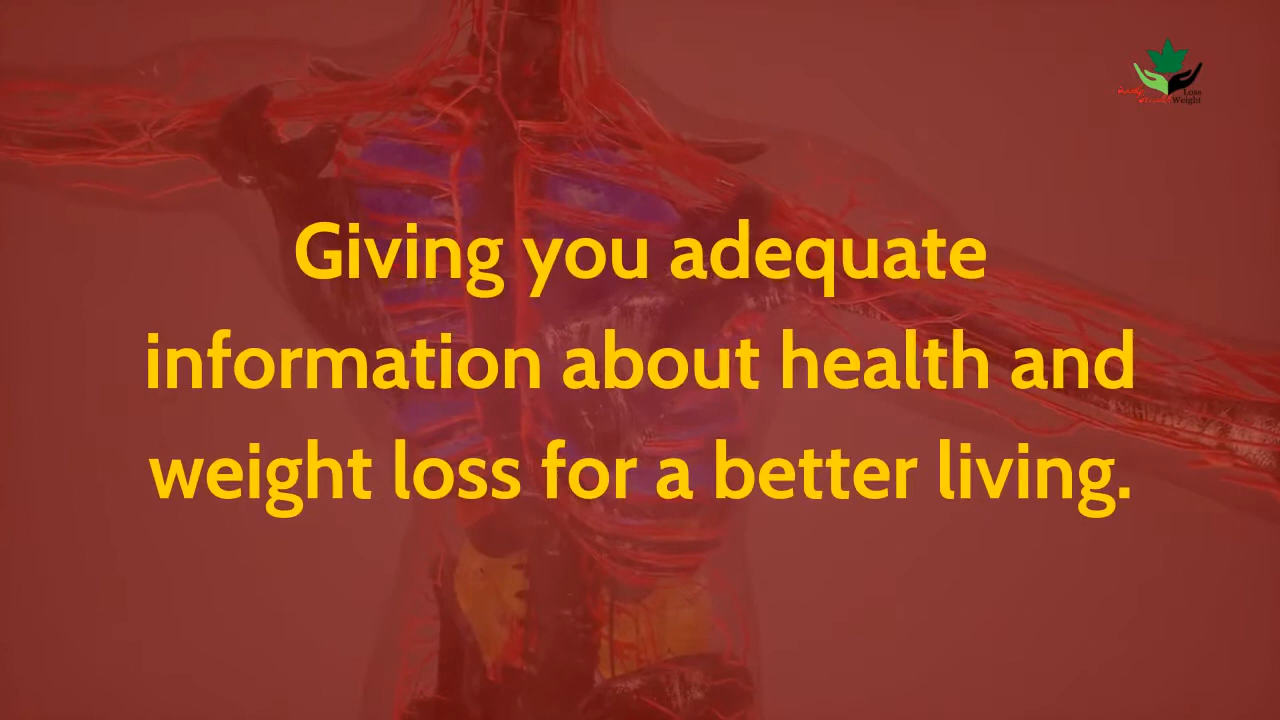 Loss
Weight
Giving you adequate
information about health and
weight loss for a better living.